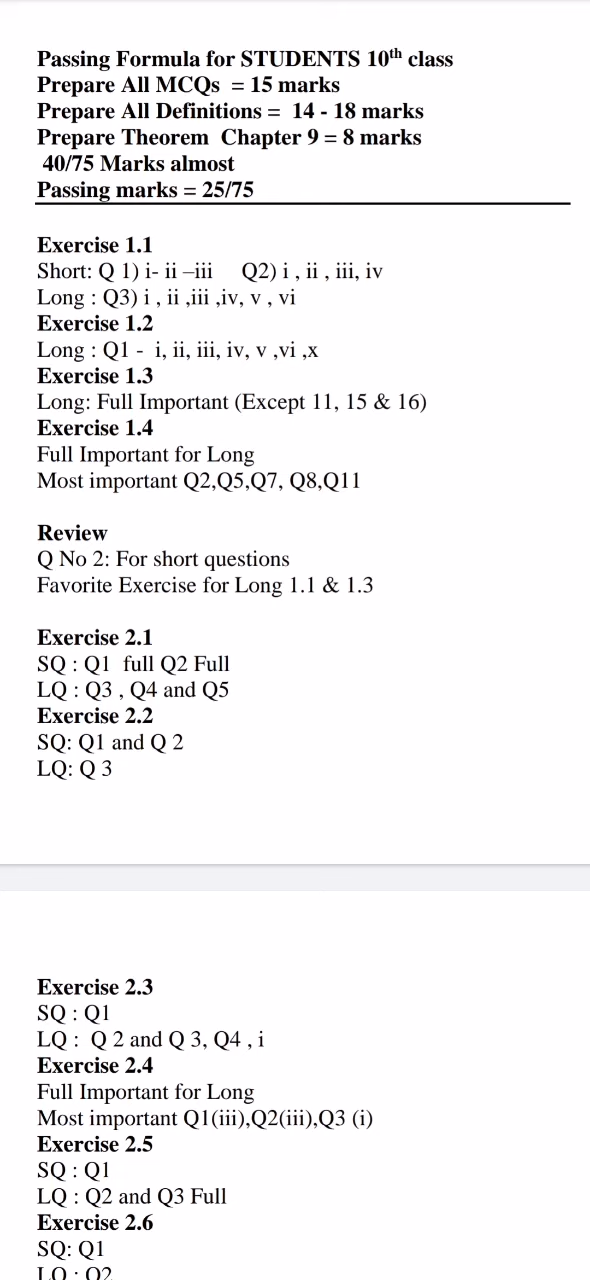 Passing Formula for STUDENTS 10th class
Prepare All MCQs = 15 marks
Prepare All Definitions = 14 - 18 marks
Prepare Theorem Chapter 9 = 8 marks
40/75 Marks almost
Passing marks = 25/75
Exercise 1.1
Short: Q 1) i- ii –iii Q2) i , ii , iii, iv
Long : Q3) i , ii ,iii ,iv, v , vi
Exercise 1.2
Long : Q1 - i, ii, iii, iv, v ,vi ,x
Exercise 1.3
Long: Full Important (Except 11, 15 & 16)
Exercise 1.4
Full Important for Long
Most important Q2,Q5,Q7, Q8,Q11
Review
Q No 2: For short questions
Favorite Exercise for Long 1.1 & 1.3
Exercise 2.1
SQ : Q1 full Q2 Full
LQ : Q3 , Q4 and Q5
Exercise 2.2
SQ: Q1 and Q 2
LQ: Q 3
Exercise 2.3
SQ : Q1
LQ : Q 2 and Q 3, Q4 , i
Exercise 2.4
Full Important for Long
Most important Q1(iii),Q2(iii),Q3 (i)
Exercise 2.5
SQ : Q1
LQ : Q2 and Q3 Full
Exercise 2.6
SQ: Q1
LQ : Q2